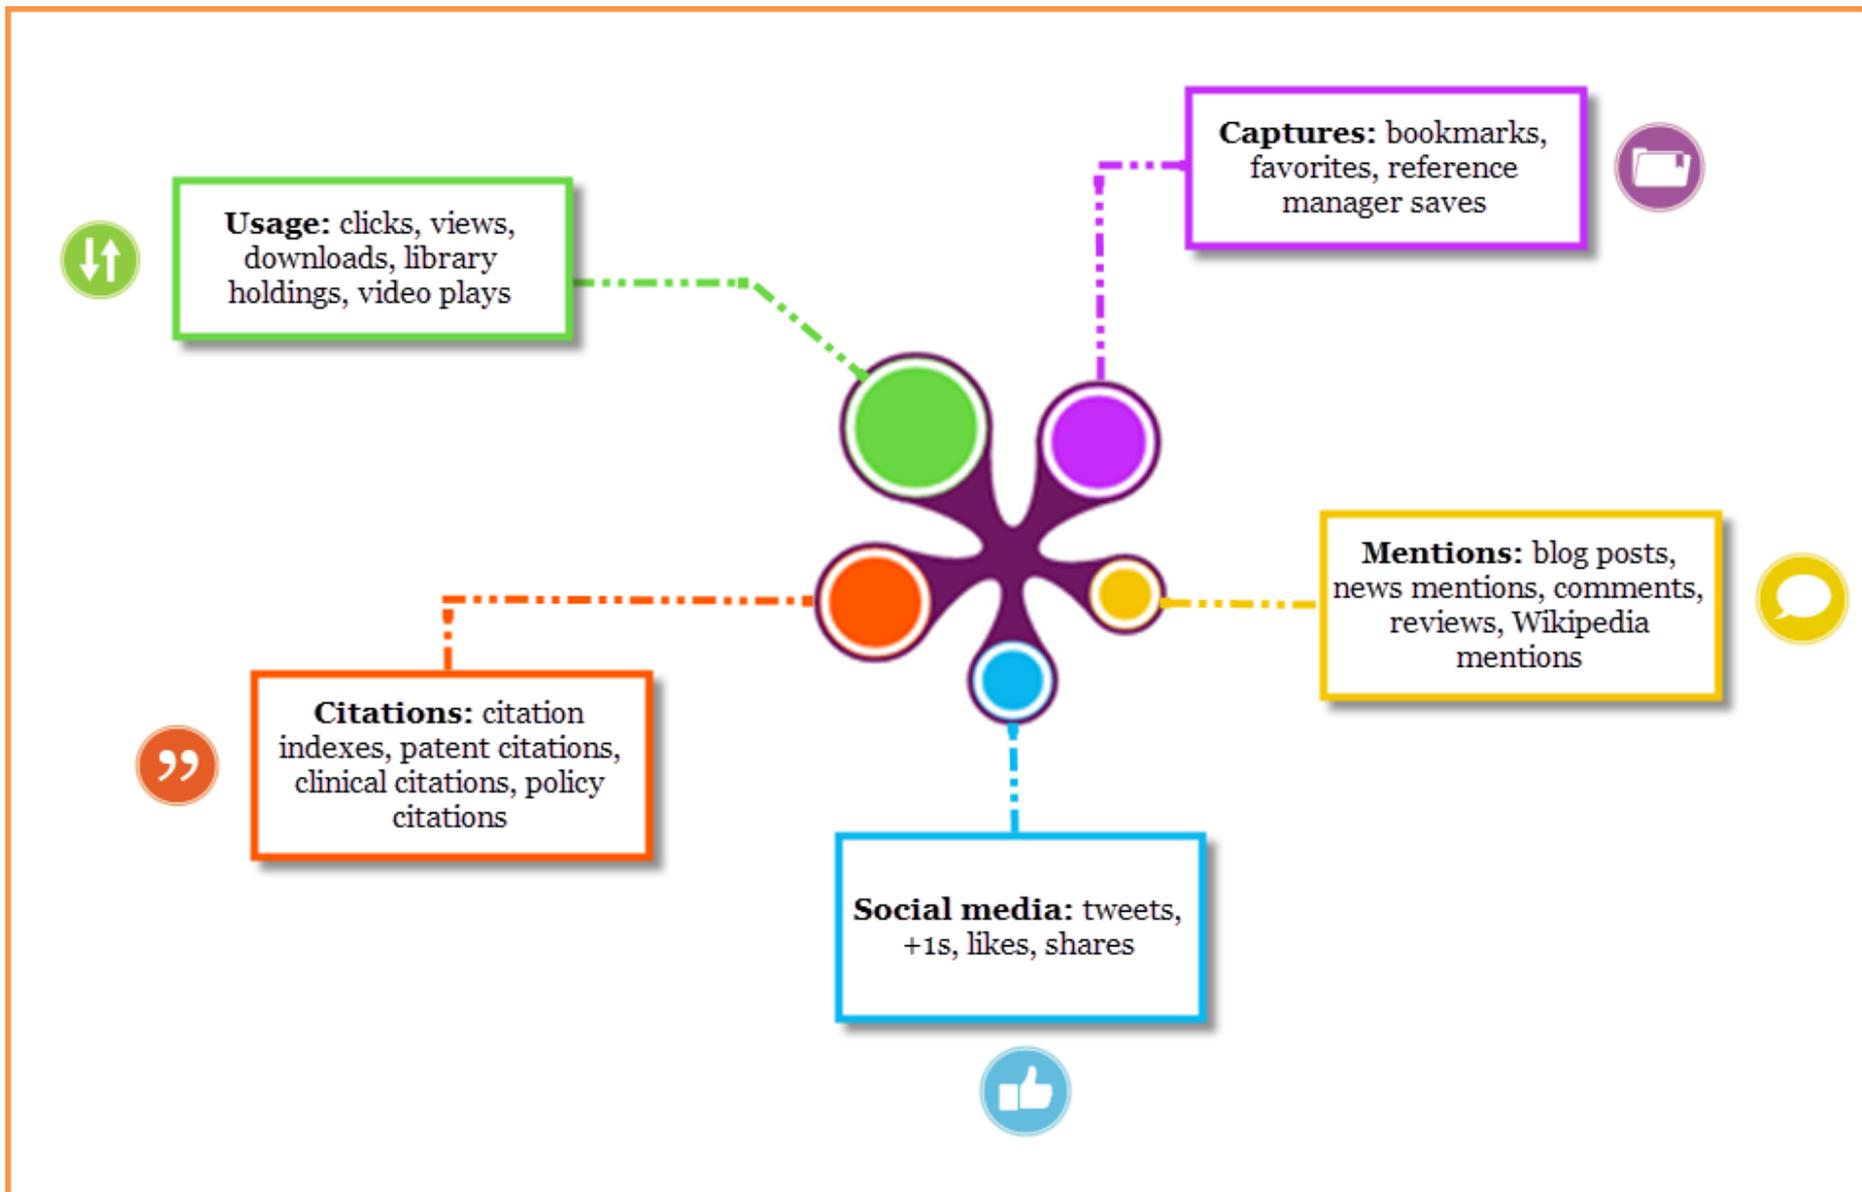 Captures: bookmarks,
favorites, reference
manager saves
Usage: clicks, views,
downloads, library
holdings, video plays
Mentions: blog posts,
news mentions, comments,
reviews, Wikipedia
mentions
Citations: citation
indexes, patent citations,
clinical citations, policy
citations
Social media: tweets,
+1s, likes, shares